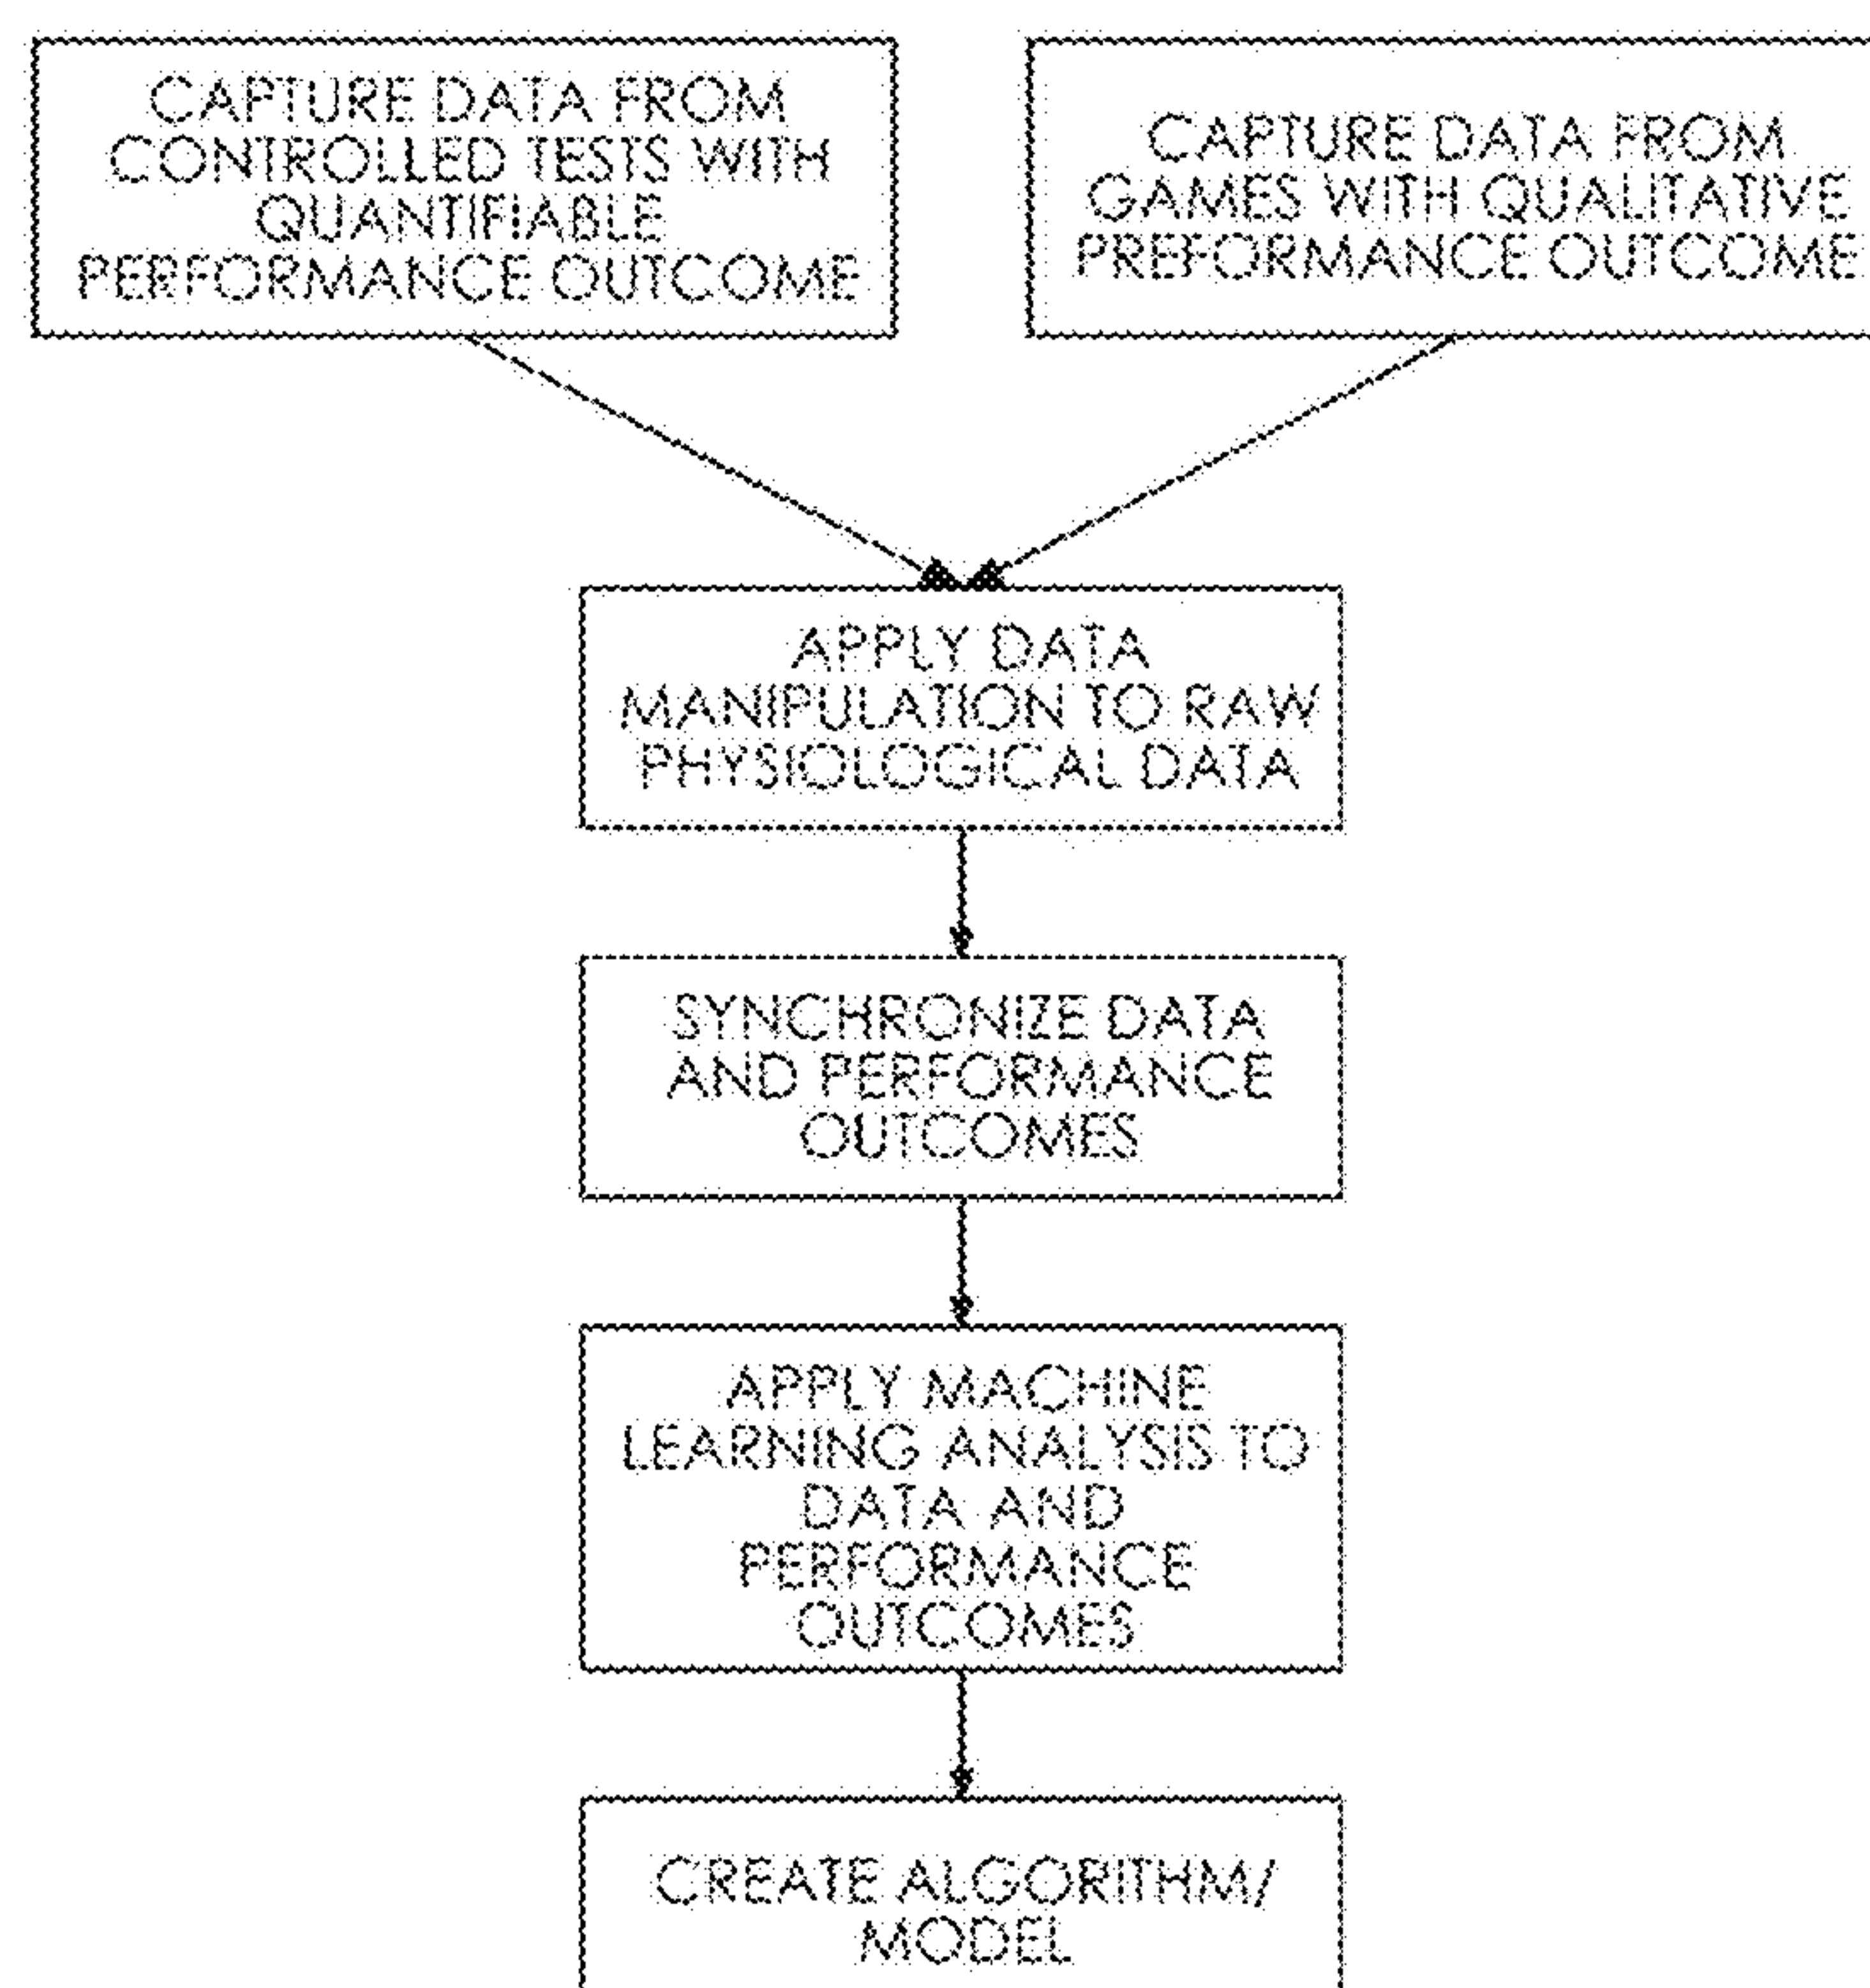 CAPTURE DATA FROM
CONTROLLED TESTS WITH
QUANTIFIABLE
PERFORMANCE OUTCOME
CAPTURE DATA FROM
GAMES WITH QUALITATIVE
PREFORMANCE OUTCOME
APPLY DATA
MANIPULATION TO RAW
PHYSIOLOGICAL DATA
SYNCHRONIZE DATA
AND PERFORMANCE
OUTCOMES
APPLY MACHINE
LEARNING ANALYSIS TO
DATA AND
PERFORMANCE
OUTCOMES
CREATE ALGORITHM/
MODEL